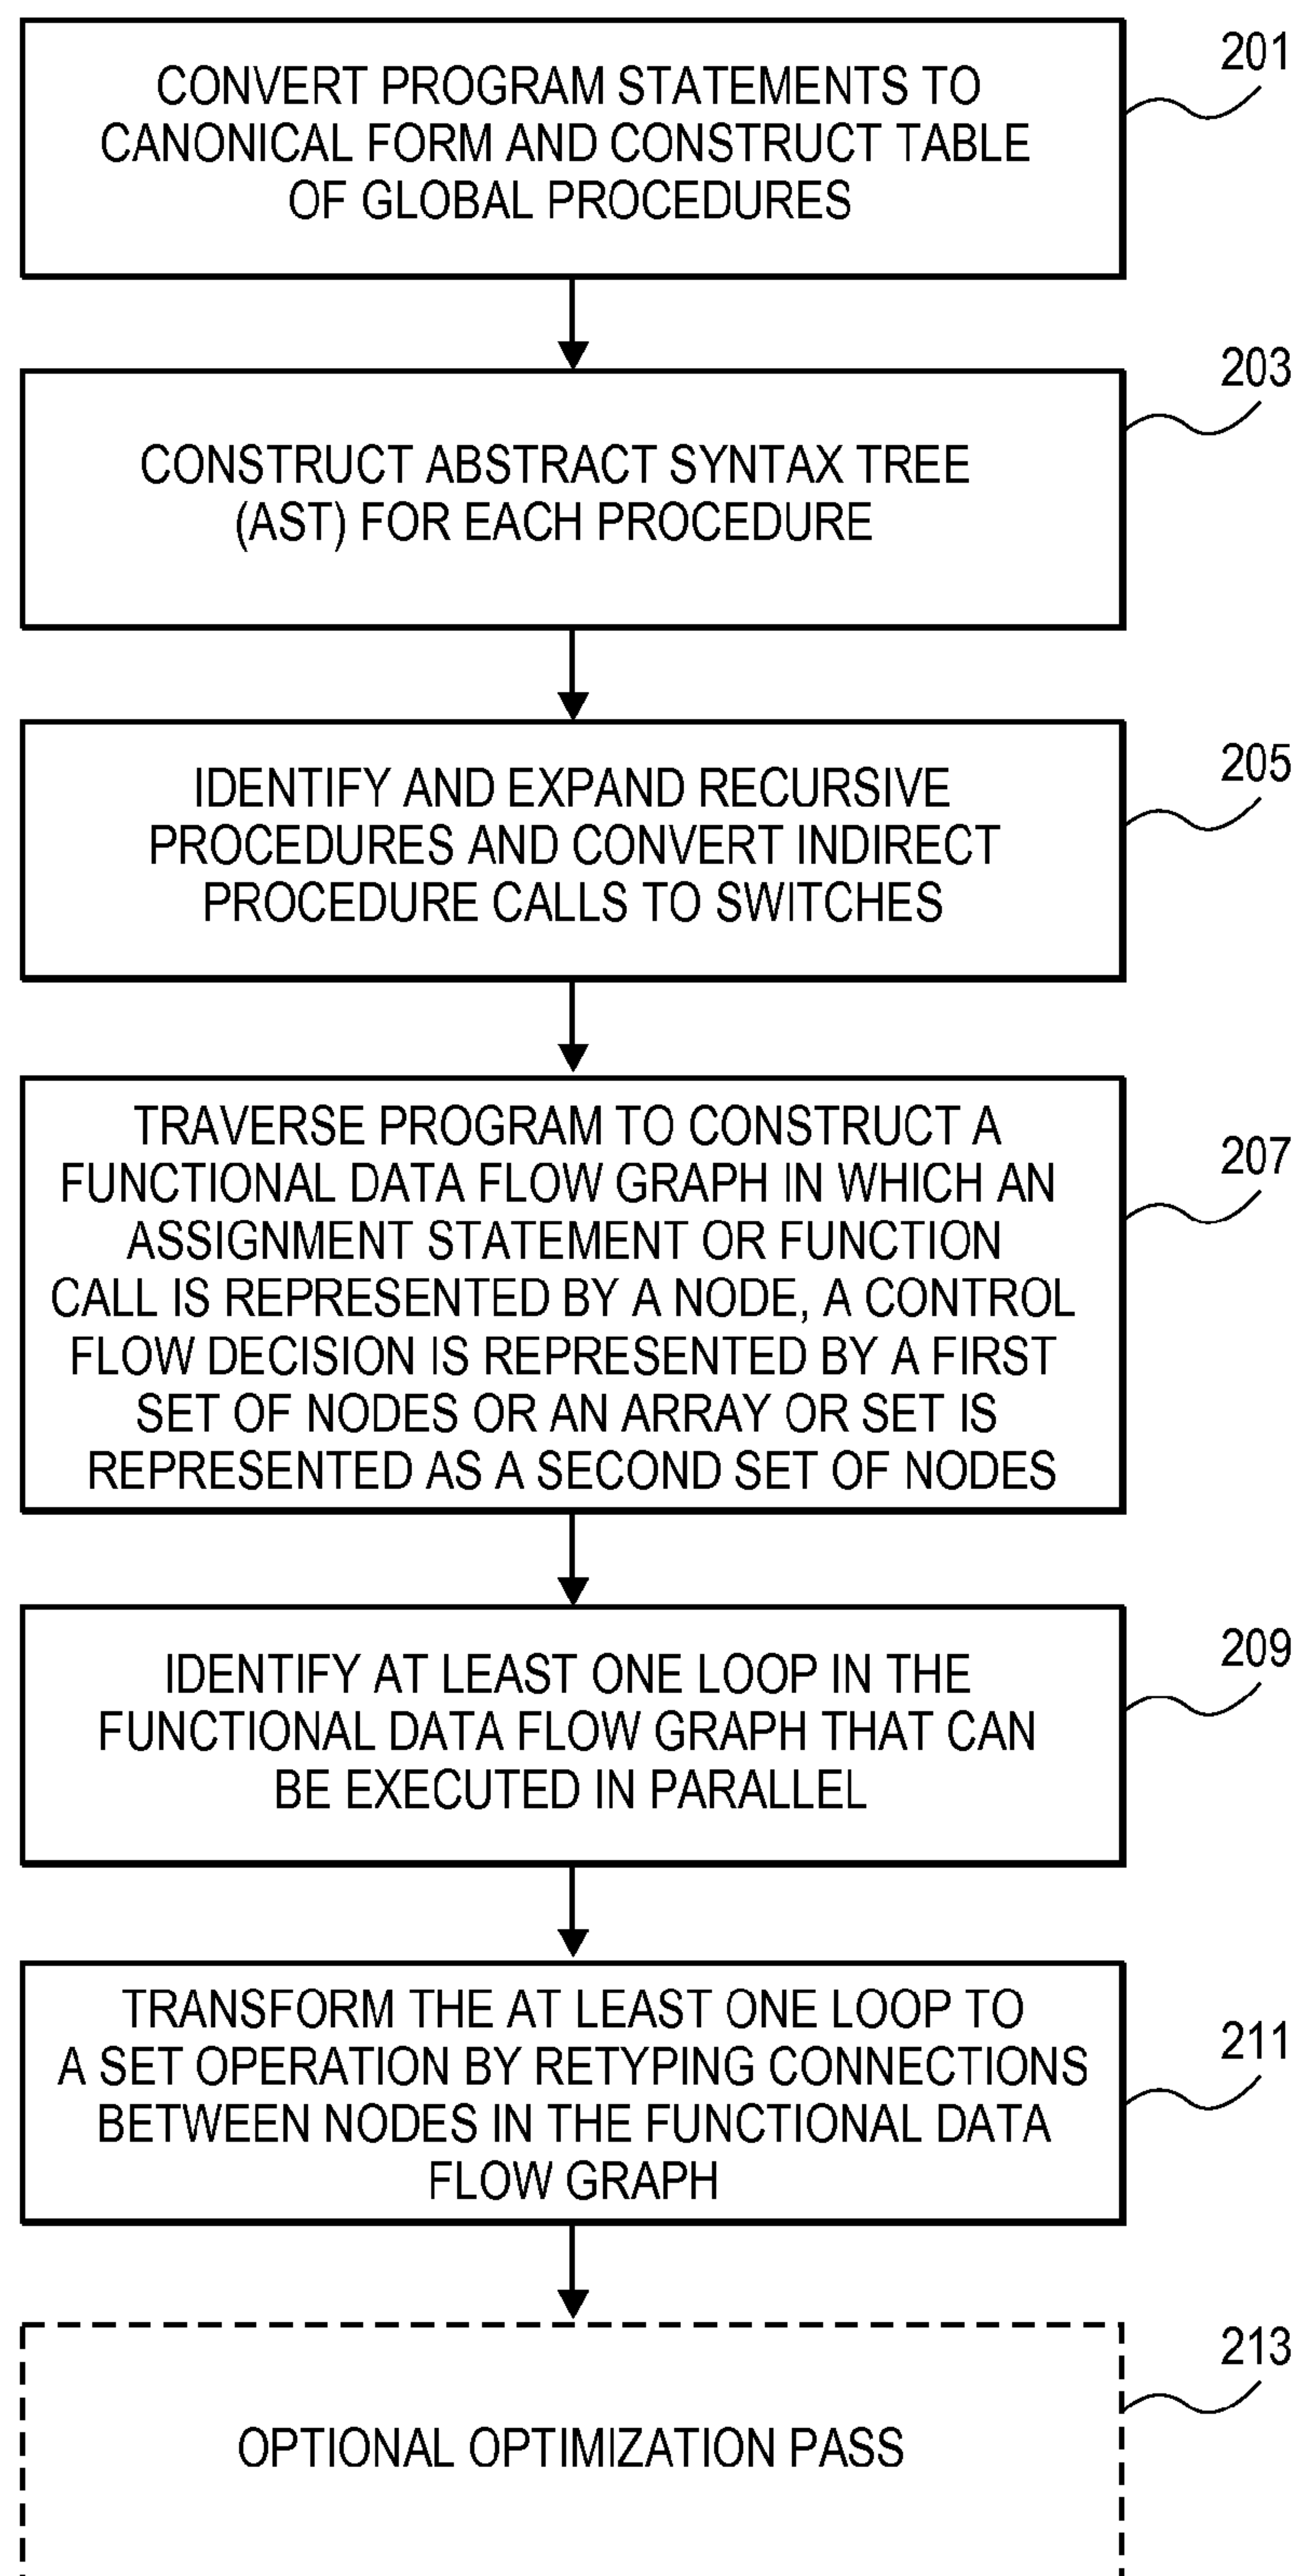 201
CONVERT PROGRAM STATEMENTS TO
CANONICAL FORM AND CONSTRUCT TABLE
OF GLOBAL PROCEDURES
203
CONSTRUCT ABSTRACT SYNTAX TREE
(AST) FOR EACH PROCEDURE
205
IDENTIFY AND EXPAND RECURSIVE
PROCEDURES AND CONVERT INDIRECT
PROCEDURE CALLS TO SWITCHES
207
TRAVERSE PROGRAM TO CONSTRUCT A
FUNCTIONAL DATA FLOW GRAPH IN WHICH AN
ASSIGNMENT STATEMENT OR FUNCTION
CALL IS REPRESENTED BY A NODE, A CONTROL
FLOW DECISION IS REPRESENTED BY A FIRST
SET OF NODES OR AN ARRAY OR SET IS
REPRESENTED AS A SECOND SET OF NODES
209
IDENTIFY AT LEAST ONE LOOP IN THE
FUNCTIONAL DATA FLOW GRAPH THAT CAN
BE EXECUTED IN PARALLEL
211
TRANSFORM THE AT LEAST ONE LOOP TO
A SET OPERATION BY RETYPING CONNECTIONS
BETWEEN NODES IN THE FUNCTIONAL DATA
FLOW GRAPH
213
OPTIONAL OPTIMIZATION PASS